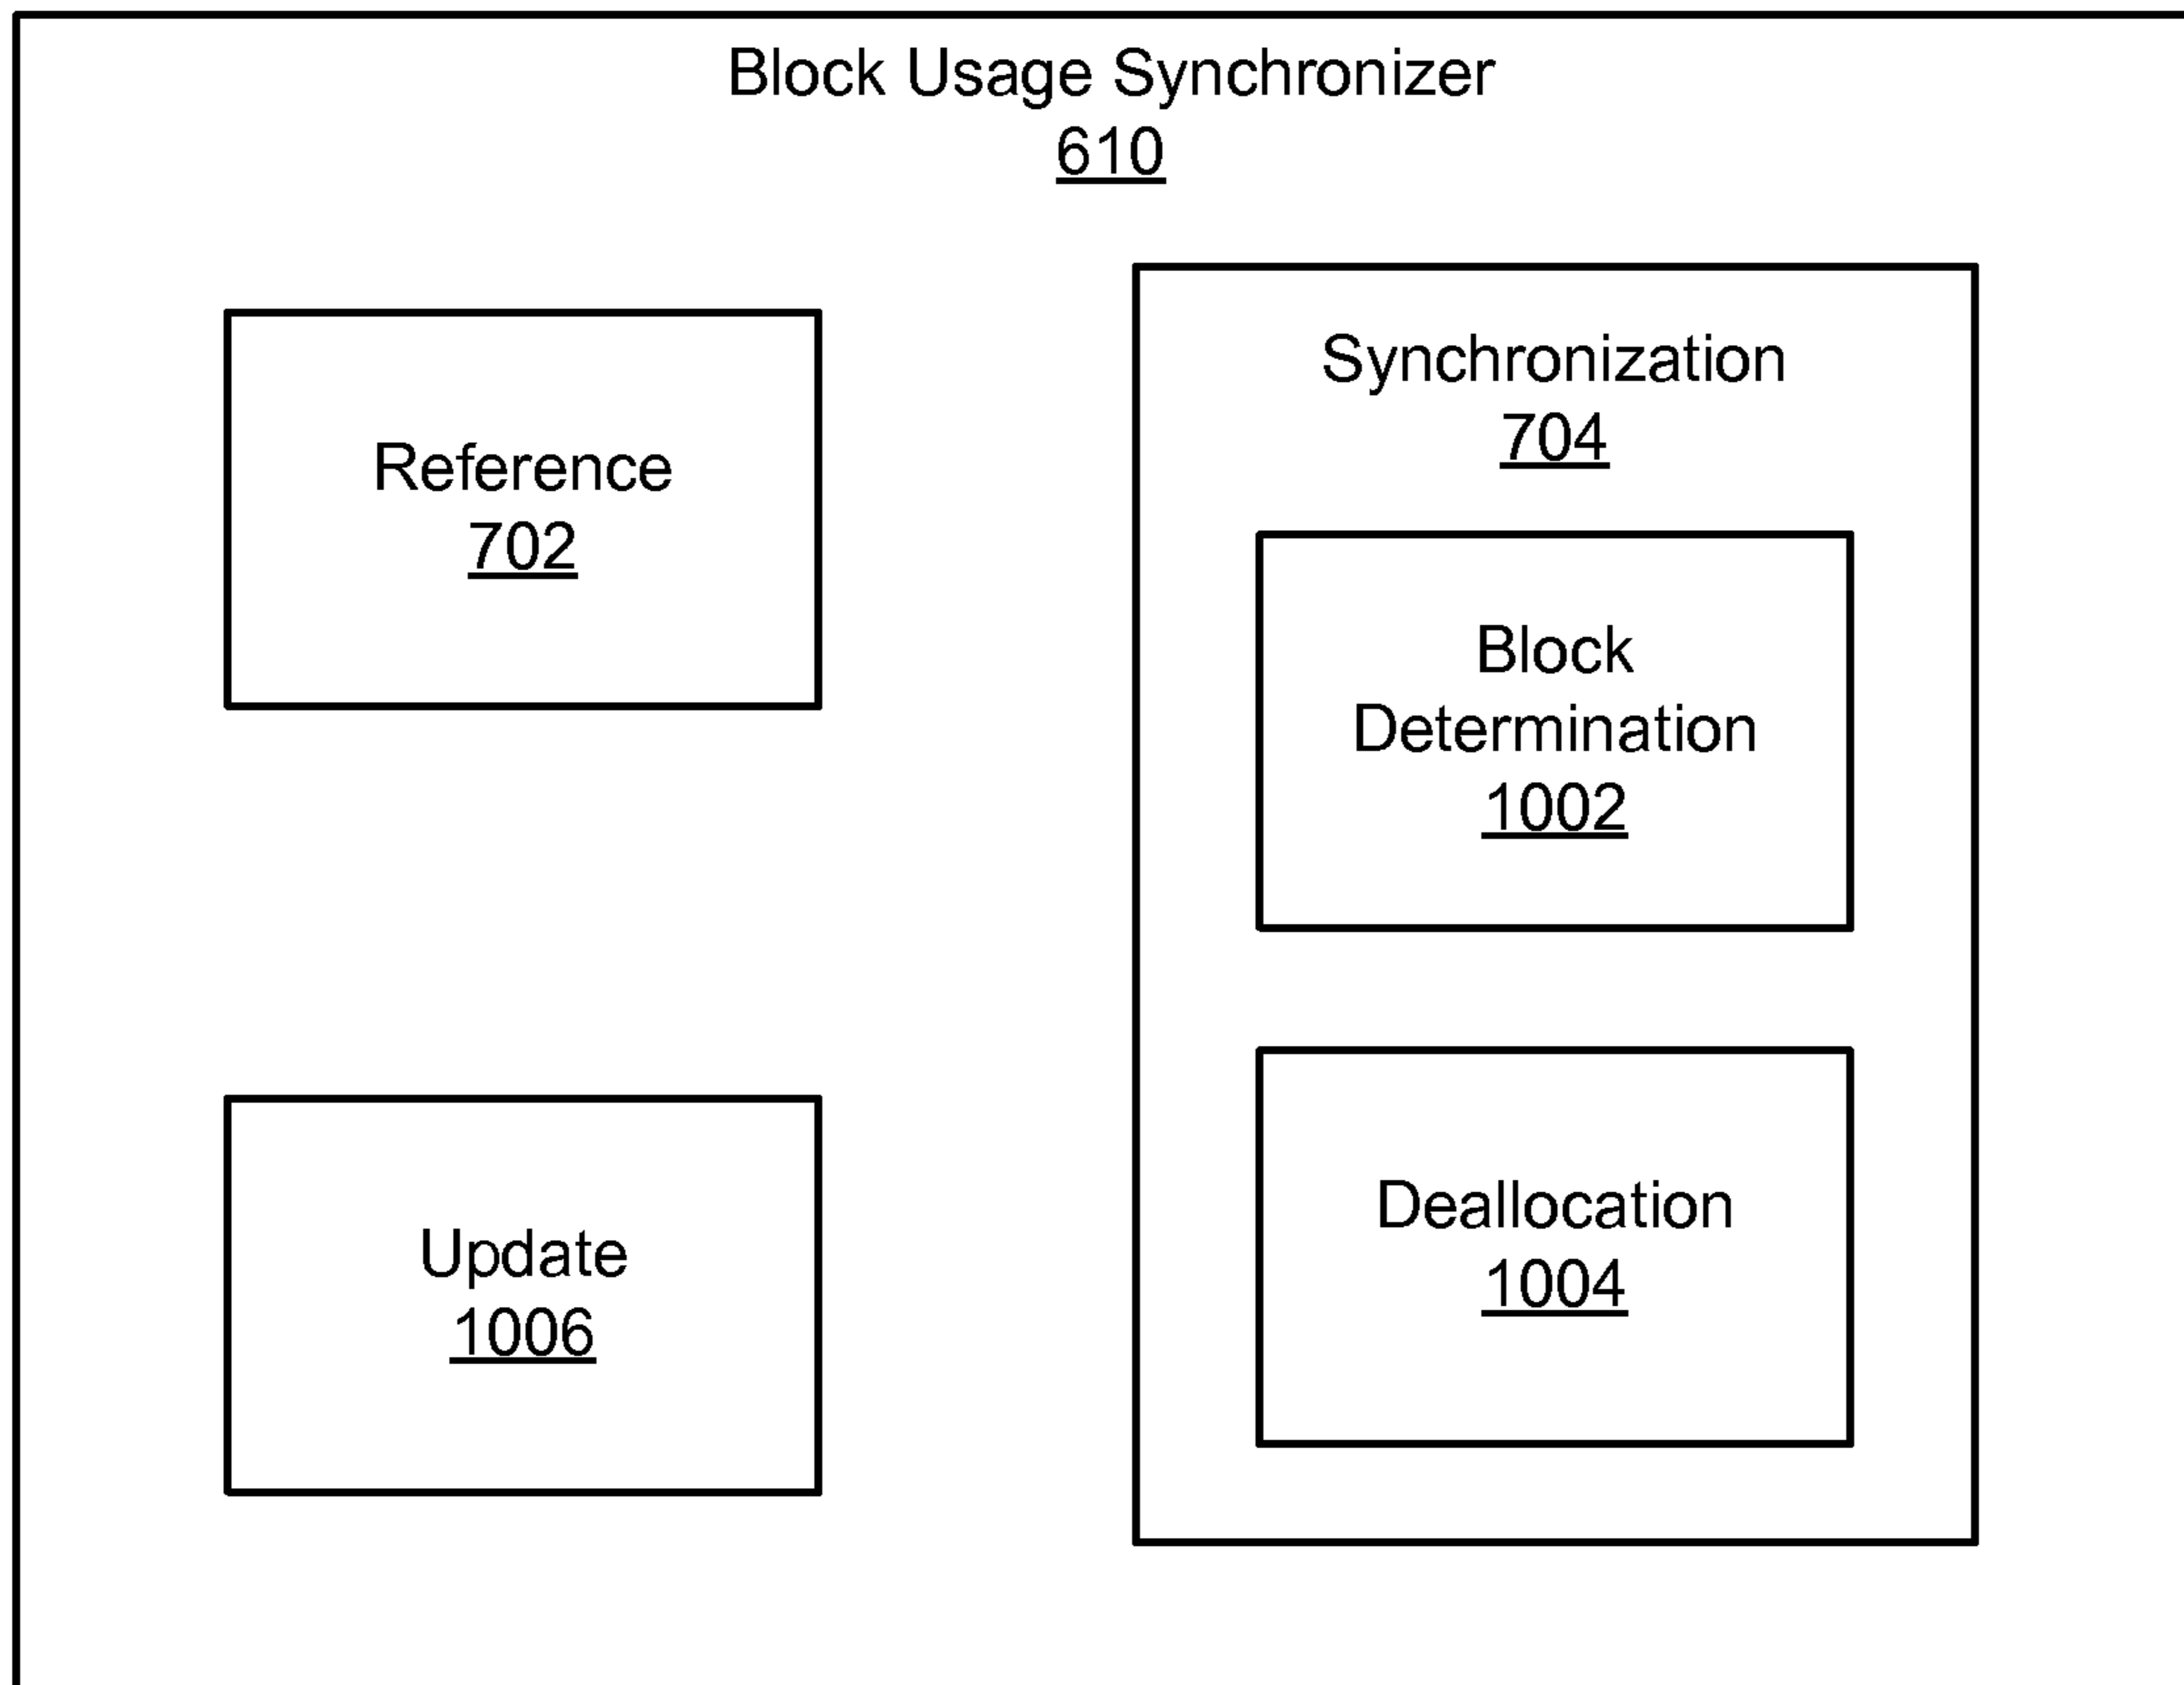 Block Usage Synchronizer
610
Reference
702
Synchronization
704
Block
Determination
1002
Update
1006
Deallocation
1004